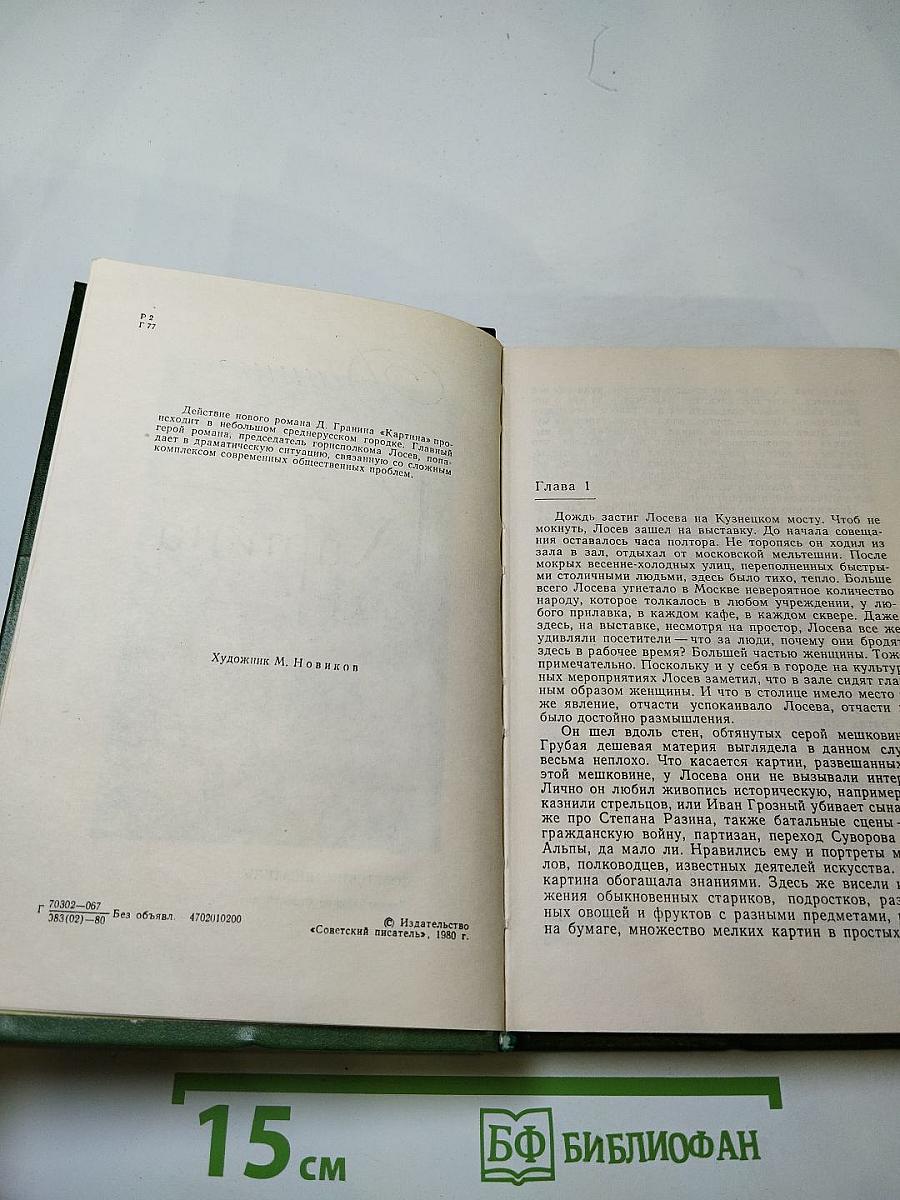 Р 2
Г 77
Действие нового романа Д. Гранина «Картина» про-
исходит в небольшом среднерусском городке. Главный
герой романа, председатель горисполкома Лосев, попа-
дает в драматическую ситуацию, связанную со сложным
комплексом современных общественных проблем.
Художник М. Новиков
Г 70302—067
083(02)—80 Без объявл. 4702010200
© Издательство
«Советский писатель», 1980 г.
Глава 1
Дождь застиг Лосева на Кузнецком мосту. Чтоб не
мокнуть, Лосев зашел на выставку. До начала совеща-
ния оставалось часа полтора. Не торопясь он ходил из
зала в зал, отдыхал от московской мельтешни. После
мокрых весенне-холодных улиц, переполненных быстры-
ми столичными людьми, здесь было тихо, тепло. Больше
всего Лосева угнетало в Москве невероятное количество
народу, которое толкалось в любом учреждении, у лю-
бого прилавка, в каждом кафе, в каждом сквере. Даже
здесь, на выставке, несмотря на простор, Лосева все же
удивляли посетители — что за люди, почему они бродят
здесь в рабочее время? Большей частью женщины. Тоже
примечательно. Поскольку и у себя в городе на культур
ных мероприятиях Лосев заметил, что в зале сидят гла
ным образом женщины. И что в столице имело место
же явление, отчасти успокаивало Лосева, отчасти
было достойно размышления.
Он шел вдоль стен, обтянутых серой мешковин
Грубая дешевая материя выглядела в данном слу
весьма неплохо. Что касается картин, развешанных
этой мешковине, у Лосева они не вызывали интер
Лично он любил живопись историческую, например
казнили стрельцов, или Иван Грозный убивает сына
же про Степана Разина, также батальные сцены —
гражданскую войну, партизан, переход Суворова
Альпы, да мало ли. Нравились ему и портреты м
лов, полководцев, известных деятелей искусства.
картина обогащала знаниями. Здесь же висели
жения обыкновенных стариков, подростков, раз
ных овощей и фруктов с разными предметами,
на бумаге, множество мелких картин в простых
15 см
БФ БИБЛИОФАН